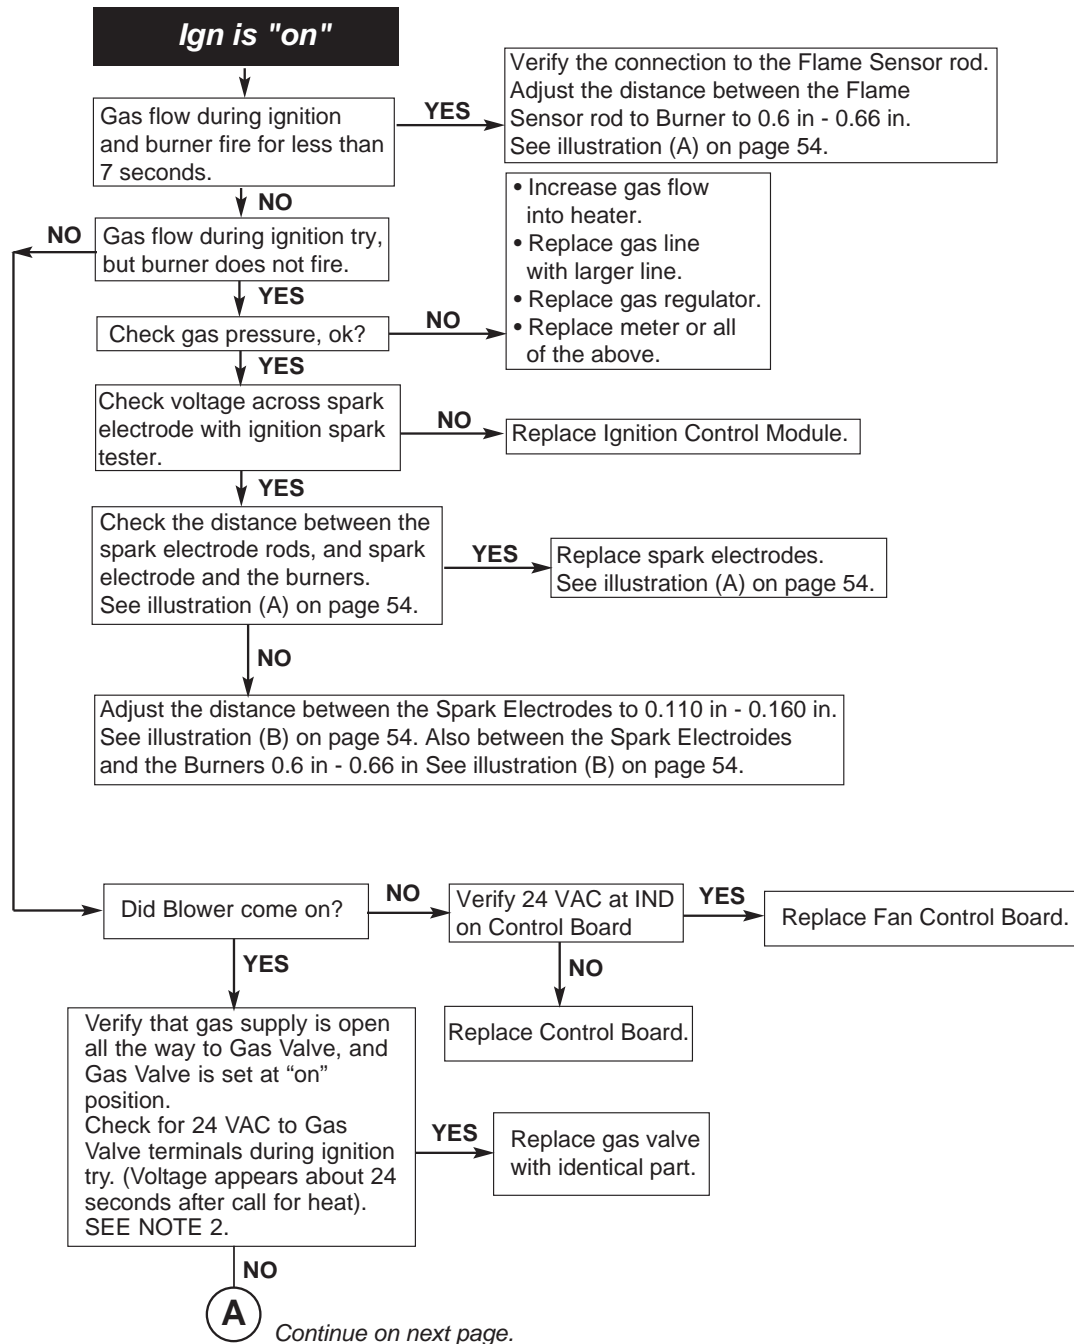 Ign is "on"
Gas flow during ignition
and burner fire for less than
7 seconds.
YES
Verify the connection to the Flame Sensor rod.
Adjust the distance between the Flame
Sensor rod to Burner to 0.6 in - 0.66 in.
See illustration (A) on page 54.
NO
Gas flow during ignition try,
but burner does not fire.
NO
YES
Check gas pressure, ok?
NO
• Increase gas flow
into heater.
• Replace gas line
with larger line.
• Replace gas regulator.
• Replace meter or all
of the above.
YES
Check voltage across spark
electrode with ignition spark
tester.
NO
Replace Ignition Control Module.
YES
Check the distance between the
spark electrode rods, and spark
electrode and the burners.
See illustration (A) on page 54.
YES
Replace spark electrodes.
See illustration (A) on page 54.
NO
Adjust the distance between the Spark Electrodes to 0.110 in - 0.160 in.
See illustration (B) on page 54. Also between the Spark Electroides
and the Burners 0.6 in - 0.66 in See illustration (B) on page 54.
Did Blower come on?
NO
Verify 24 VAC at IND
on Control Board
YES
Replace Fan Control Board.
NO
Replace Control Board.
YES
Verify that gas supply is open
all the way to Gas Valve, and
Gas Valve is set at “on”
position.
Check for 24 VAC to Gas
Valve terminals during ignition
try. (Voltage appears about 24
seconds after call for heat).
SEE NOTE 2.
YES
Replace gas valve
with identical part.
NO
A
Continue on next page.